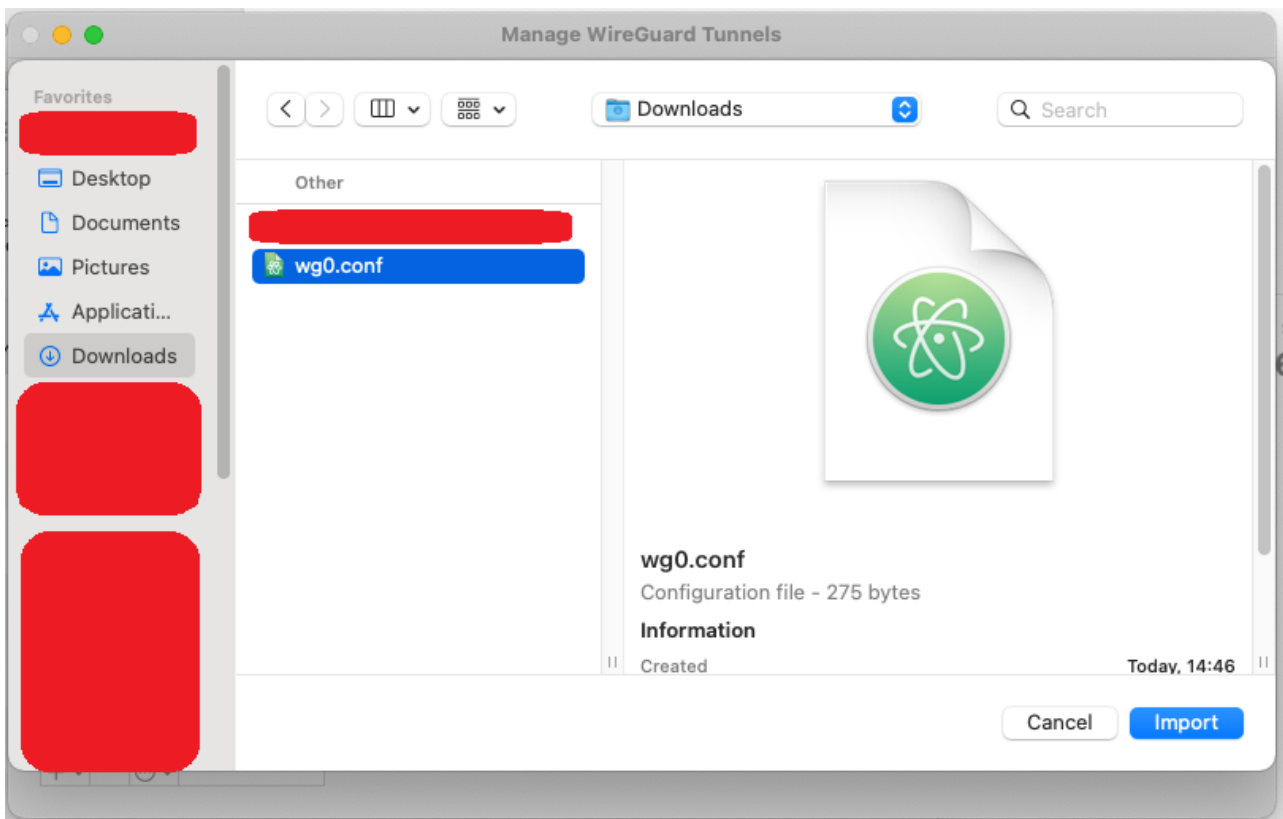 Manage WireGuard Tunnels
Favorites
Desktop
Documents
Pictures
Applicati...
Downloads
Downloads
Search
Other
wg0.conf
wg0.conf
Configuration file - 275 bytes
Information
Created Today, 14:46
Cancel Import